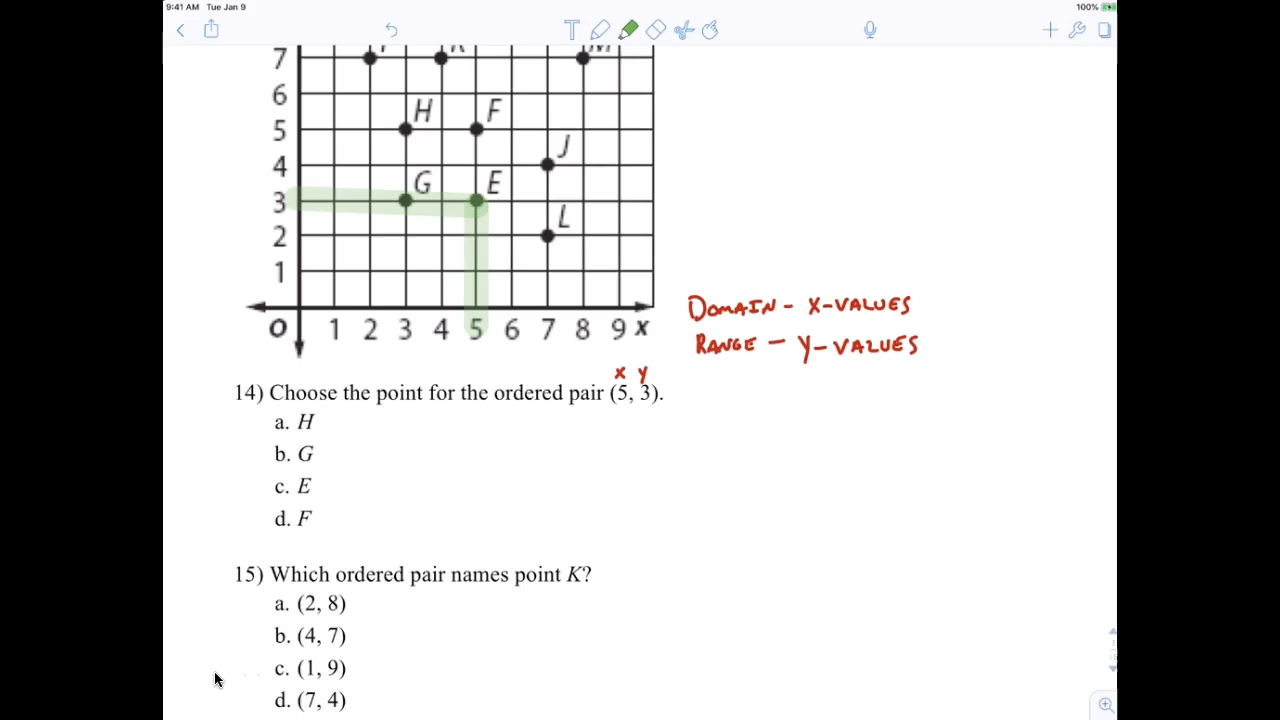 9:41 AM Tue Jan 9
100%
T
7
K
M
6
H
F
5
J
4
G
E
3
L
2
1
O 1 2 3 4 5 6 7 8 9 x
DOMAIN - X-VALUES
RANGE - Y-VALUES
X Y
14) Choose the point for the ordered pair (5, 3).
a. H
b. G
c. E
d. F
15) Which ordered pair names point K?
a. (2, 8)
b. (4, 7)
c. (1, 9)
d. (7, 4)